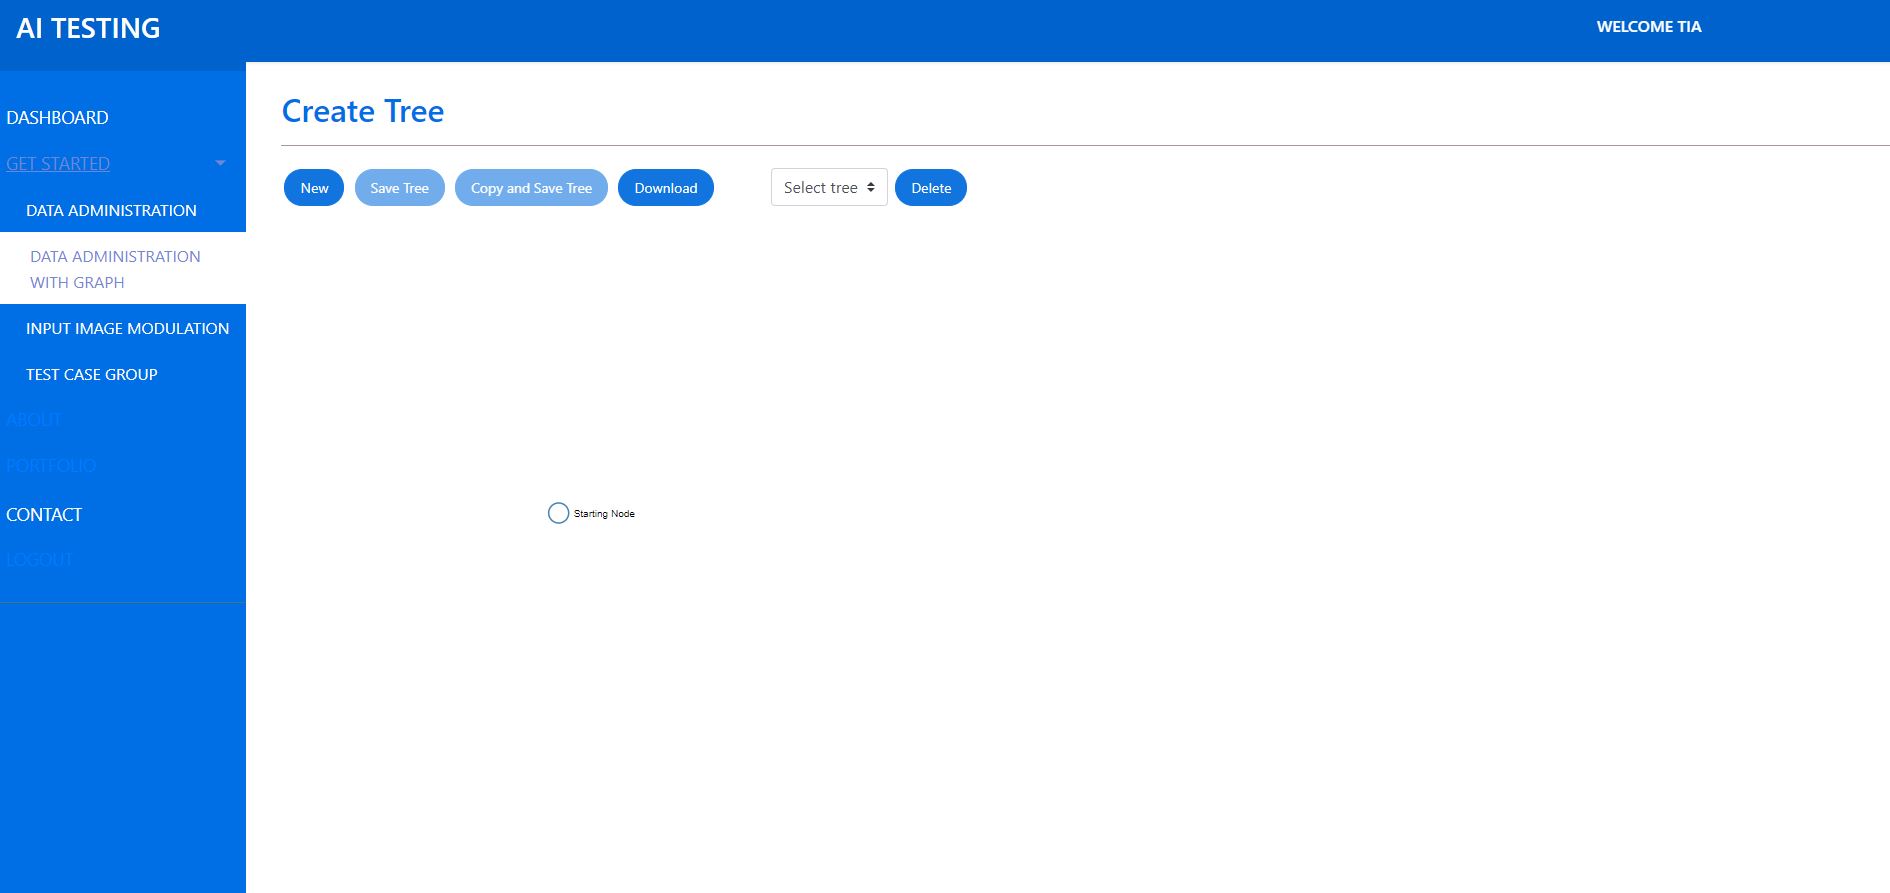 AI TESTING
WELCOME TIA
DASHBOARD
GET STARTED
DATA ADMINISTRATION
DATA ADMINISTRATION
WITH GRAPH
INPUT IMAGE MODULATION
TEST CASE GROUP
ABOUT
PORTFOLIO
CONTACT
LOGOUT
Create Tree
New Save Tree Copy and Save Tree Download Select tree Delete
Starting Node